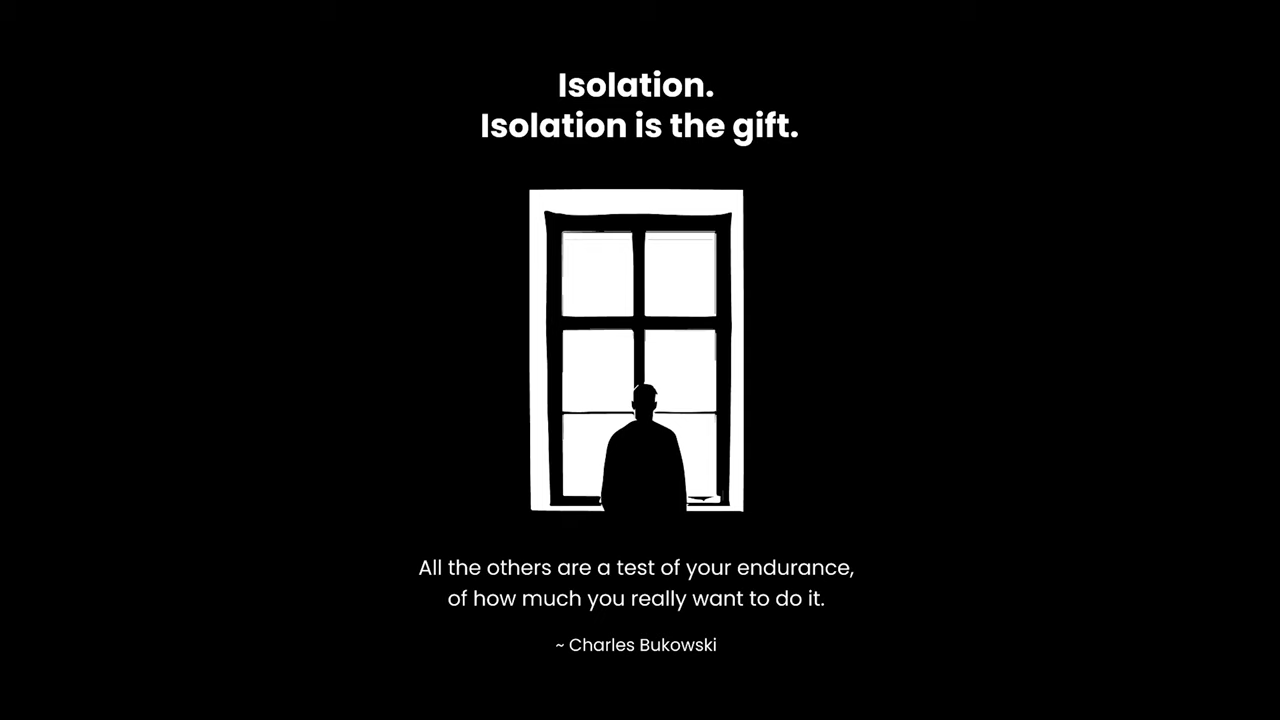 Isolation.
Isolation is the gift.
All the others are a test of your endurance,
of how much you really want to do it.
~ Charles Bukowski